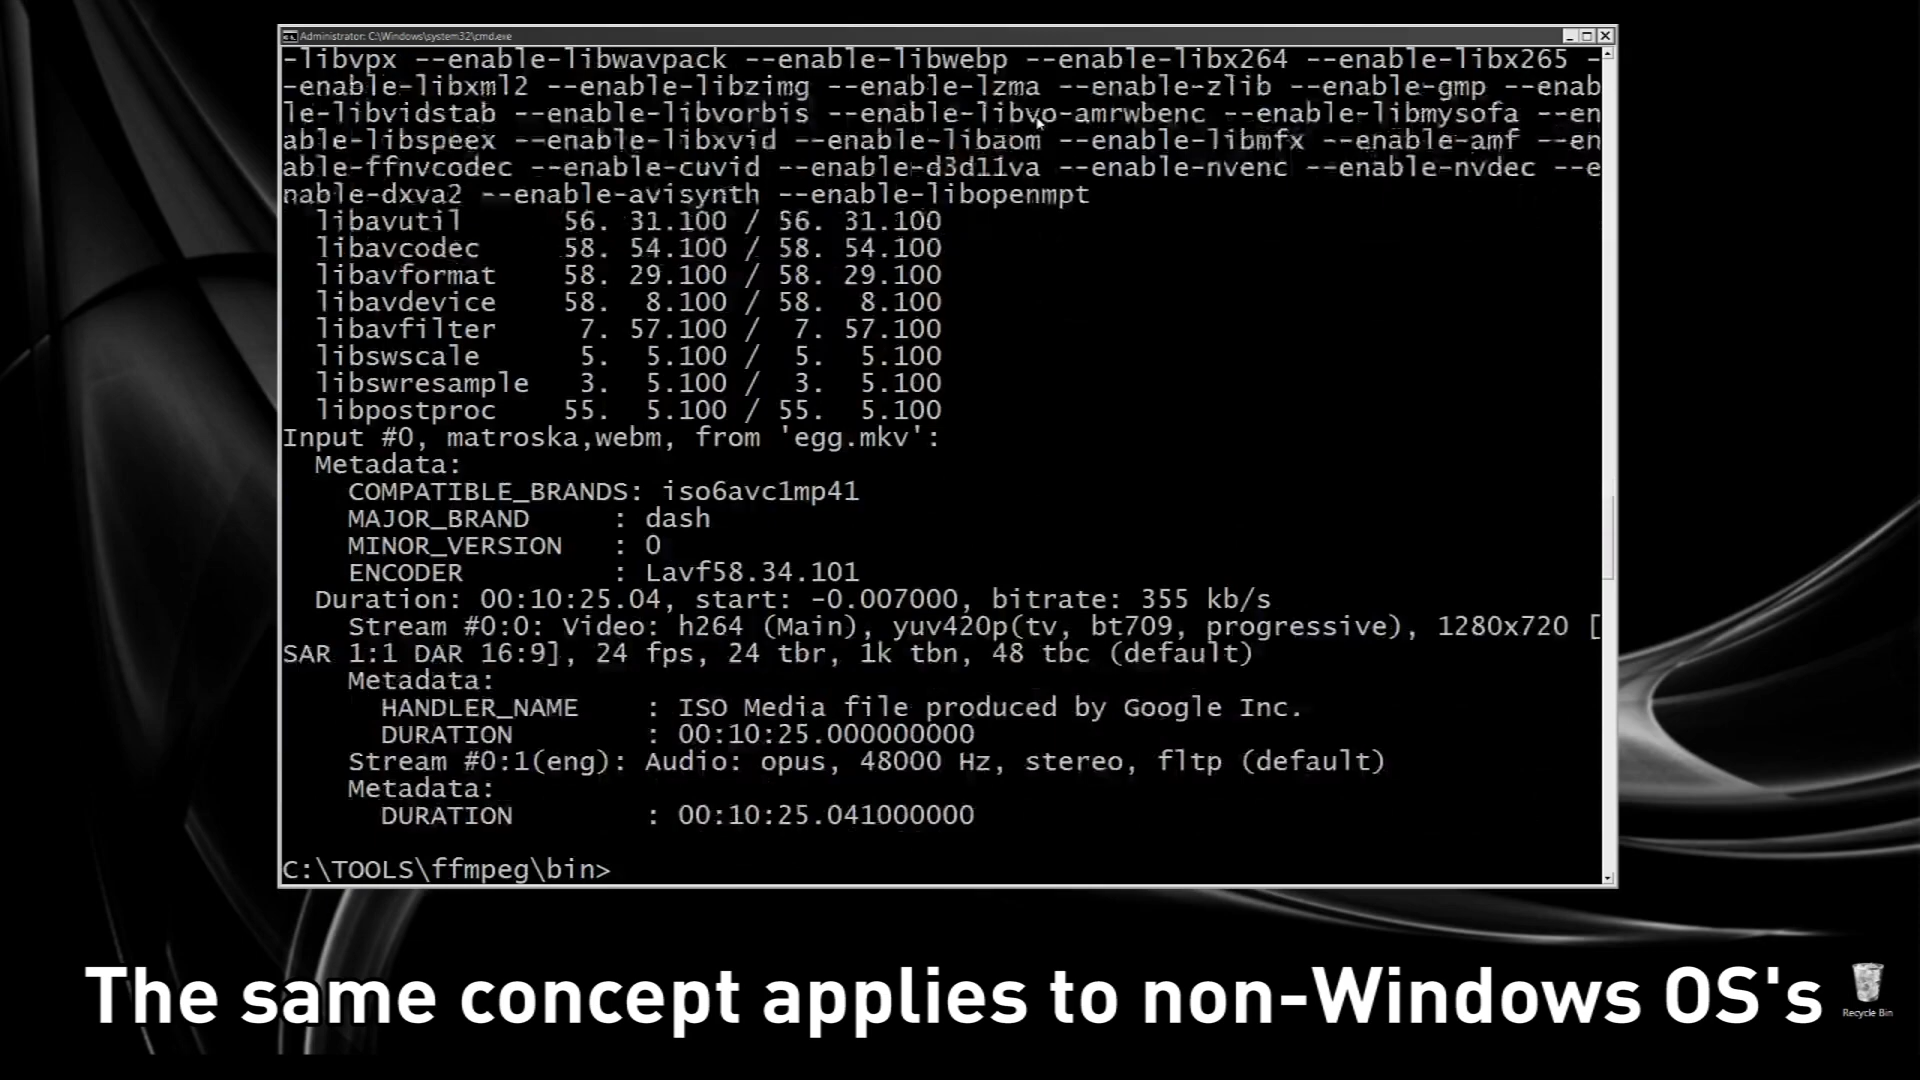 Administrator: C:\Windows\system32\cmd.exe
-libvpx --enable-libwavpack --enable-libwebp --enable-libx264 --enable-libx265 -
-enable-libxml2 --enable-libzimg --enable-lzma --enable-zlib --enable-gmp --enab
le-libvidstab --enable-libvorbis --enable-libvo-amrwbenc --enable-libmysofa --en
able-libspeex --enable-libxvid --enable-libaom --enable-libmfx --enable-amf --en
able-ffnvcodec --enable-cuvid --enable-d3d11va --enable-nvenc --enable-nvdec --e
nable-dxva2 --enable-avisynth --enable-libopenmpt
  libavutil      56. 31.100 / 56. 31.100
  libavcodec     58. 54.100 / 58. 54.100
  libavformat    58. 29.100 / 58. 29.100
  libavdevice    58.  8.100 / 58.  8.100
  libavfilter     7. 57.100 /  7. 57.100
  libswscale      5.  5.100 /  5.  5.100
  libswresample   3.  5.100 /  3.  5.100
  libpostproc    55.  5.100 / 55.  5.100
Input #0, matroska,webm, from 'egg.mkv':
  Metadata:
    COMPATIBLE_BRANDS: iso6avc1mp41
    MAJOR_BRAND     : dash
    MINOR_VERSION   : 0
    ENCODER         : Lavf58.34.101
  Duration: 00:10:25.04, start: -0.007000, bitrate: 355 kb/s
    Stream #0:0: Video: h264 (Main), yuv420p(tv, bt709, progressive), 1280x720 [
SAR 1:1 DAR 16:9], 24 fps, 24 tbr, 1k tbn, 48 tbc (default)
    Metadata:
      HANDLER_NAME    : ISO Media file produced by Google Inc.
      DURATION        : 00:10:25.000000000
    Stream #0:1(eng): Audio: opus, 48000 Hz, stereo, fltp (default)
    Metadata:
      DURATION        : 00:10:25.041000000
C:\TOOLS\ffmpeg\bin>
The same concept applies to non-Windows OS's
Recycle Bin